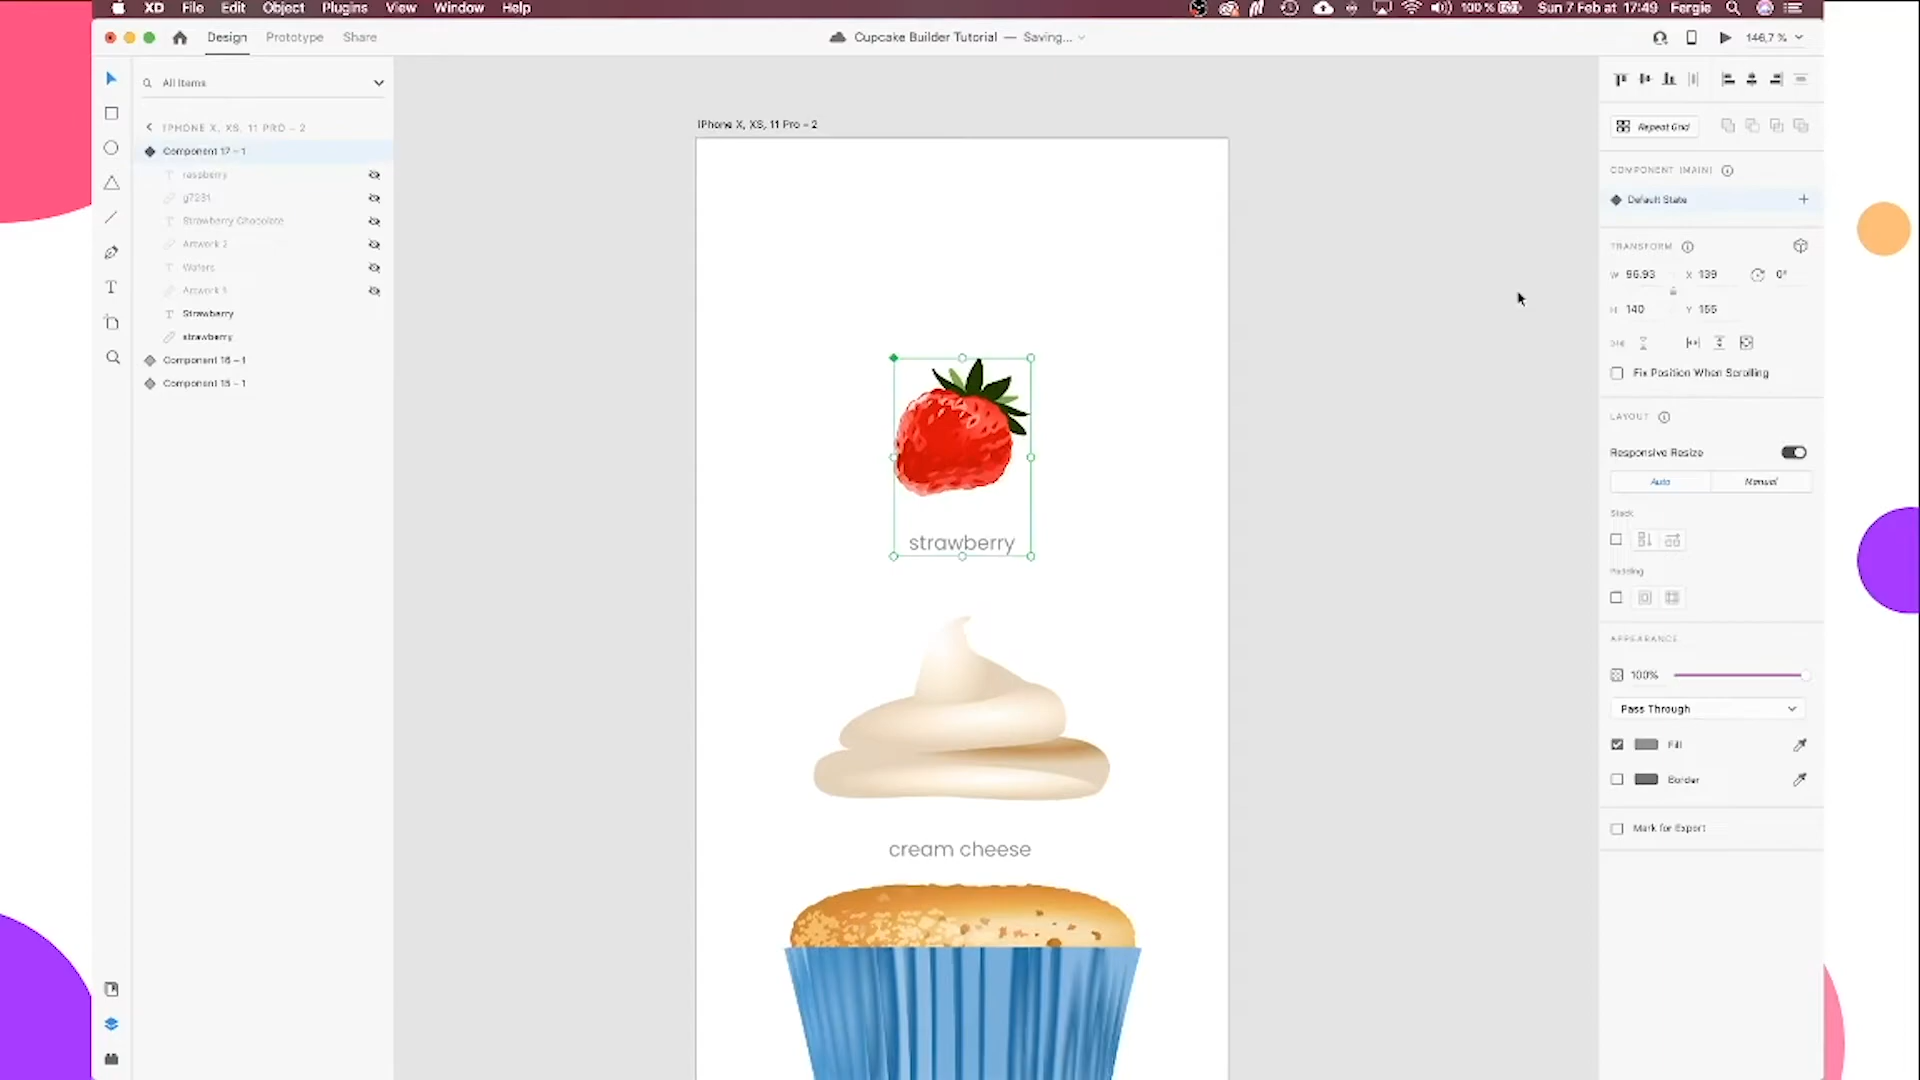 XD File Edit Object Plugins View Window Help 100% Sun 7 Feb at 17:49 Fergie
Design Prototype Share Cupcake Builder Tutorial — Saving... 146,7 %
All Items
IPHONE X, XS, 11 PRO – 2
Component 17 – 1
raspberry
g7231
Strawberry Chocolate
Artwork 2
Wafers
Artwork 1
Strawberry
strawberry
Component 16 – 1
Component 15 – 1
iPhone X, XS, 11 Pro – 2
strawberry
cream cheese
Repeat Grid
COMPONENT (MAIN)
Default State
TRANSFORM
W 96.93 X 139 0°
H 140 Y 155
Fix Position When Scrolling
LAYOUT
Responsive Resize
Auto Manual
Stack
Padding
APPEARANCE
100%
Pass Through
Fill
Border
Mark for Export